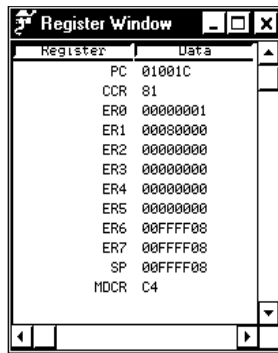 Register Window
Register Data
PC 01001C
CCR 81
ER0 00000001
ER1 00080000
ER2 00000000
ER3 00000000
ER4 00000000
ER5 00000000
ER6 00FFFF08
ER7 00FFFF08
SP 00FFFF08
MDCR C4